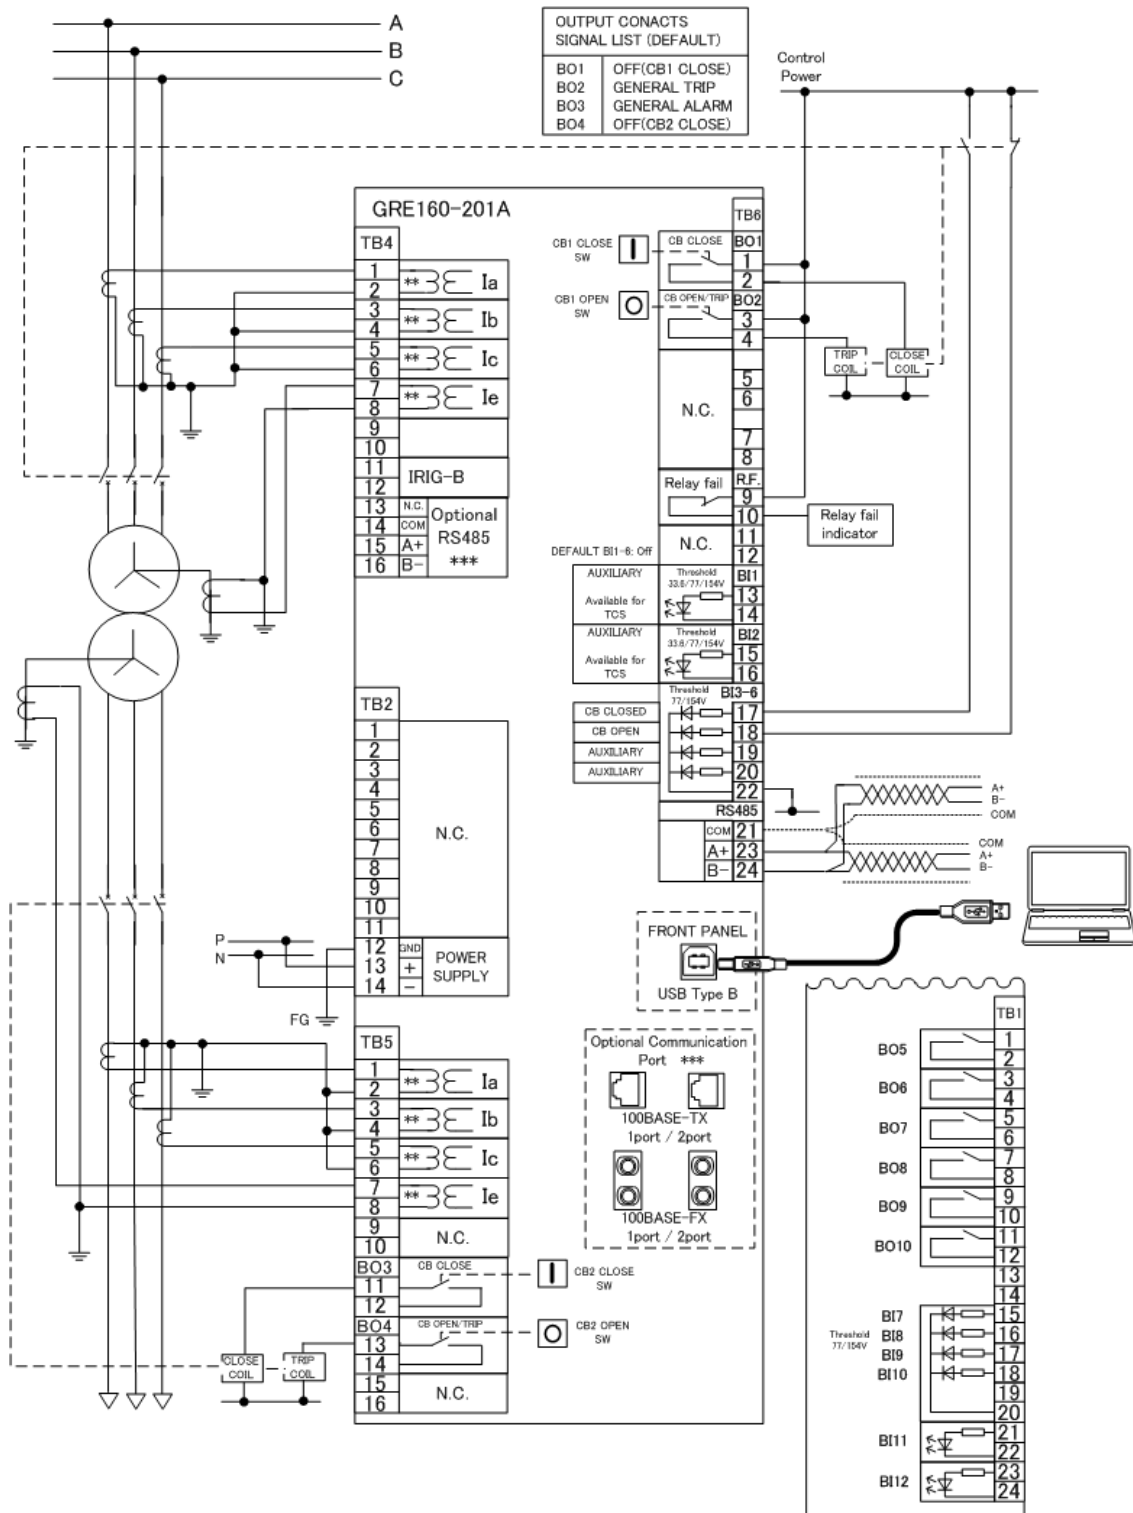 A
B
C
OUTPUT CONACTS
SIGNAL LIST (DEFAULT)
BO1 OFF(CB1 CLOSE)
BO2 GENERAL TRIP
BO3 GENERAL ALARM
BO4 OFF(CB2 CLOSE)
Control
Power
GRE160-201A
TB4
1
2
** Ia
3
4
** Ib
5
6
** Ic
7
8
** Ie
9
10
11
12
IRIG-B
13 N.C.
14 COM
15 A+
16 B-
Optional
RS485
***
TB2
1
2
3
4
5
6
7
8
9
10
11
N.C.
12 GND
13 +
14 -
POWER
SUPPLY
P
N
FG
TB5
1
2
** Ia
3
4
** Ib
5
6
** Ic
7
8
** Ie
9
10
N.C.
BO3 CB CLOSE
11
12
CB2 CLOSE
SW
BO4 CB OPEN/TRIP
13
14
CB2 OPEN
SW
15
16
N.C.
CLOSE
COIL
TRIP
COIL
TB6
CB1 CLOSE
SW
CB CLOSE BO1
1
2
CB1 OPEN
SW
CB OPEN/TRIP BO2
3
4
TRIP
COIL
CLOSE
COIL
N.C.
5
6
7
8
Relay fail
R.F.
9
10
Relay fail
indicator
N.C.
11
12
DEFAULT BI1-6: Off
AUXILIARY
Available for
TCS
Threshold
33.6/77/154V
BI1
13
14
AUXILIARY
Available for
TCS
Threshold
33.6/77/154V
BI2
15
16
Threshold
77/154V
BI3-6
CB CLOSED 17
CB OPEN 18
AUXILIARY 19
AUXILIARY 20
22
RS485
COM 21
A+ 23
B- 24
A+
B-
COM
COM
A+
B-
FRONT PANEL
USB Type B
Optional Communication
Port ***
100BASE-TX
1port / 2port
100BASE-FX
1port / 2port
TB1
BO5
1
2
BO6
3
4
BO7
5
6
BO8
7
8
BO9
9
10
BO10
11
12
13
14
Threshold
77/154V
BI7 15
BI8 16
BI9 17
BI10 18
19
20
BI11
21
22
BI12
23
24